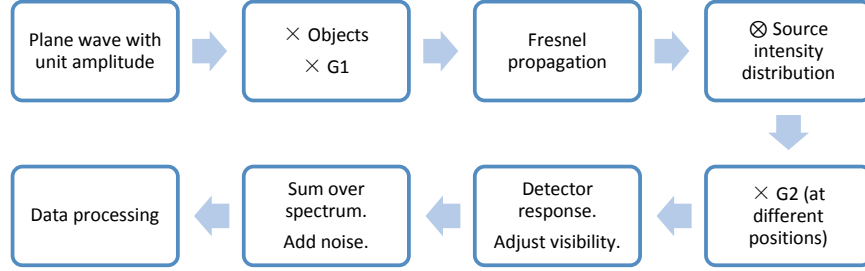 Plane wave with
unit amplitude
× Objects
× G1
Fresnel
propagation
⊗ Source
intensity
distribution
× G2 (at
different
positions)
Detector
response.
Adjust visibility.
Sum over
spectrum.
Add noise.
Data processing